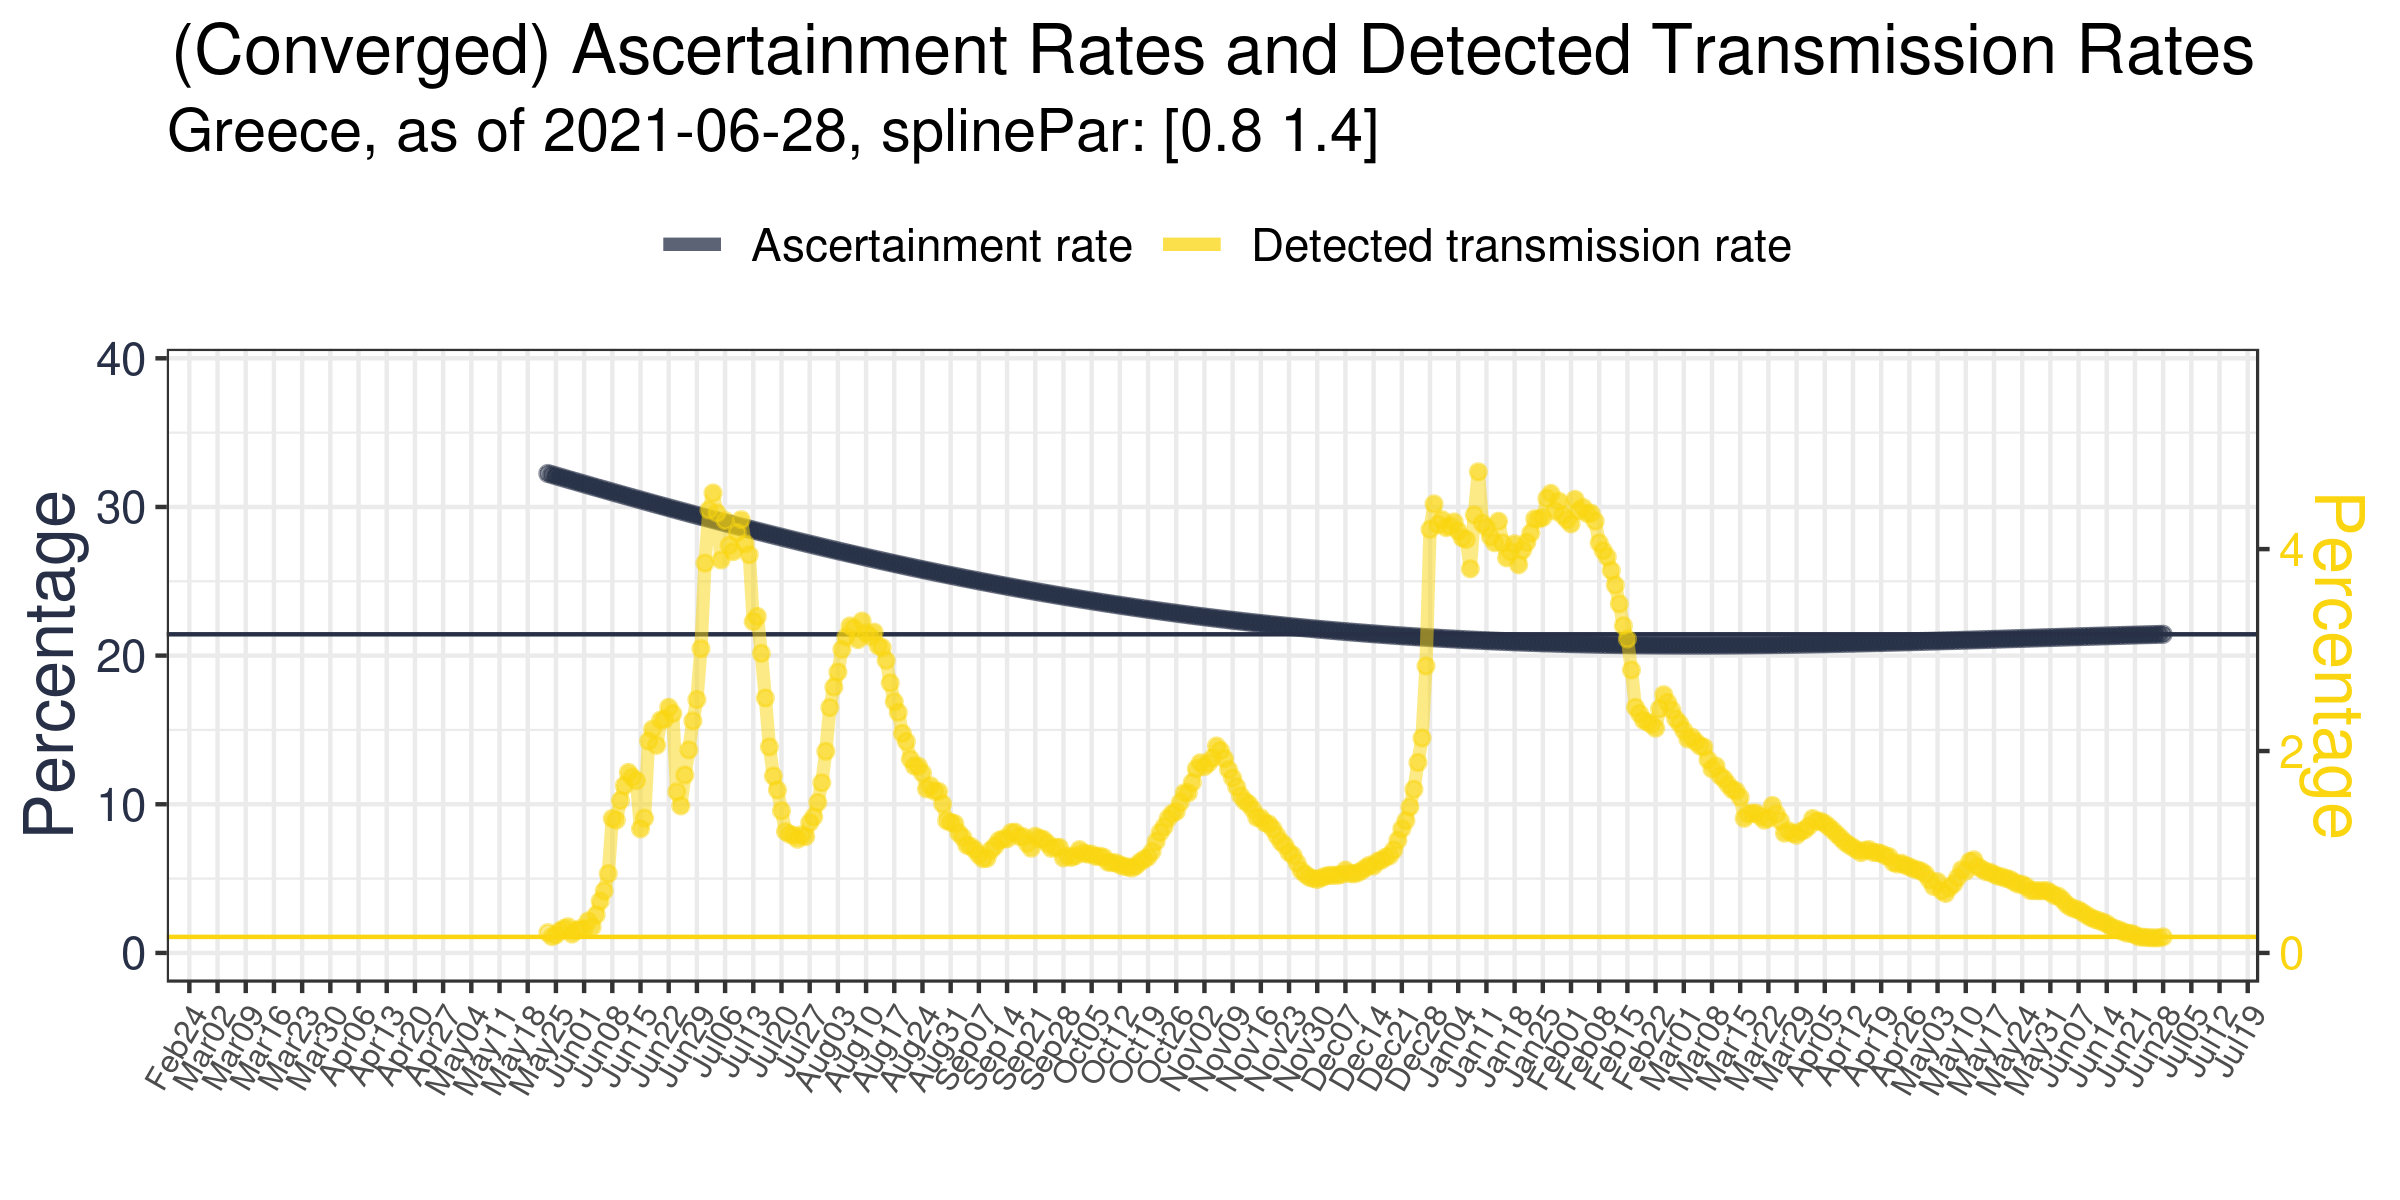 (Converged) Ascertainment Rates and Detected Transmission Rates
Greece, as of 2021-06-28, splinePar: [0.8 1.4]
Ascertainment rate
Detected transmission rate
Percentage
40
30
20
10
0
4
2
0
Percentage
Feb24
Mar02
Mar09
Mar16
Mar23
Mar30
Apr06
Apr13
Apr20
Apr27
May04
May11
May18
May25
Jun01
Jun08
Jun15
Jun22
Jun29
Jul06
Jul13
Jul20
Jul27
Aug03
Aug10
Aug17
Aug24
Aug31
Sep07
Sep14
Sep21
Sep28
Oct05
Oct12
Oct19
Oct26
Nov02
Nov09
Nov16
Nov23
Nov30
Dec07
Dec14
Dec21
Dec28
Jan04
Jan11
Jan18
Jan25
Feb01
Feb08
Feb15
Feb22
Mar01
Mar08
Mar15
Mar22
Mar29
Apr05
Apr12
Apr19
Apr26
May03
May10
May17
May24
May31
Jun07
Jun14
Jun21
Jun28
Jul05
Jul12
Jul19